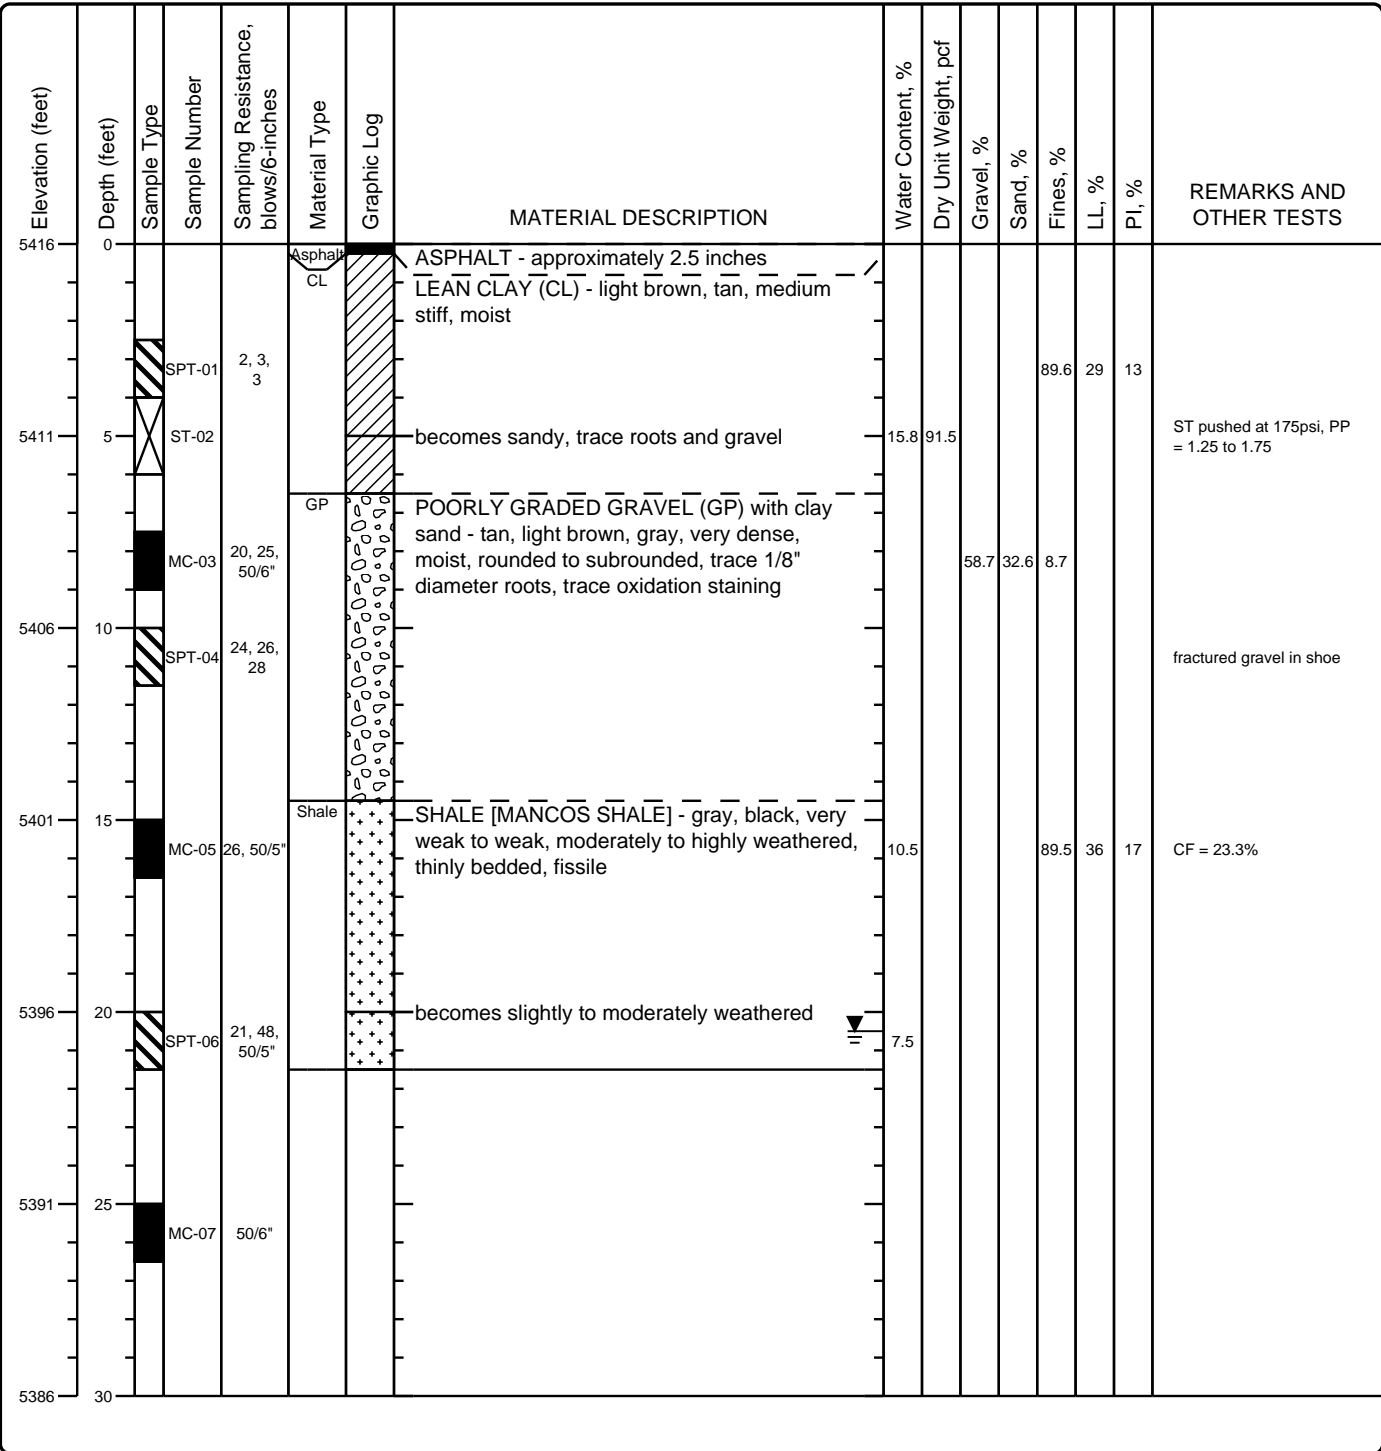 Elevation (feet)
Depth (feet)
Sample Type
Sample Number
Sampling Resistance,
blows/6-inches
Material Type
Graphic Log
MATERIAL DESCRIPTION
Water Content, %
Dry Unit Weight, pcf
Gravel, %
Sand, %
Fines, %
LL, %
PI, %
REMARKS AND
OTHER TESTS
5416
0
Asphalt
ASPHALT - approximately 2.5 inches
CL
LEAN CLAY (CL) - light brown, tan, medium
stiff, moist
SPT-01
2, 3,
3
89.6
29
13
5411
5
ST-02
becomes sandy, trace roots and gravel
15.8
91.5
ST pushed at 175psi, PP
= 1.25 to 1.75
GP
POORLY GRADED GRAVEL (GP) with clay
sand - tan, light brown, gray, very dense,
moist, rounded to subrounded, trace 1/8"
diameter roots, trace oxidation staining
MC-03
20, 25,
50/6"
58.7
32.6
8.7
5406
10
SPT-04
24, 26,
28
fractured gravel in shoe
Shale
SHALE [MANCOS SHALE] - gray, black, very
weak to weak, moderately to highly weathered,
thinly bedded, fissile
5401
15
MC-05
26, 50/5"
10.5
89.5
36
17
CF = 23.3%
5396
20
becomes slightly to moderately weathered
SPT-06
21, 48,
50/5"
7.5
5391
25
MC-07
50/6"
5386
30